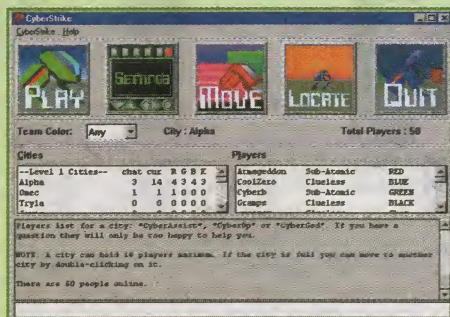 CyberStrike
CyberStrike Help
PLAY
SETTINGS
MOVE
LOCATE
QUIT
Team Color: Any City : Alpha Total Players : 50
Cities Players
--Level 1 Cities-- chat cur R G B K
Alpha 3 14 4 3 4 3
Omec 1 1 1 0 0 0
Tryla 0 0 0 0 0 0
Armageddon Sub-Atomic RED
CoolZero Clueless BLUE
Cyberb Sub-Atomic GREEN
Gramps Clueless BLACK
Players list for a city: "CyberAssist", "CyberOp" or "CyberGod". If you have a
question they will only be too happy to help you.
NOTE: A city can hold 16 players maximum. If the city is full you can move to another
city by double-clicking on it.
There are 50 people online.